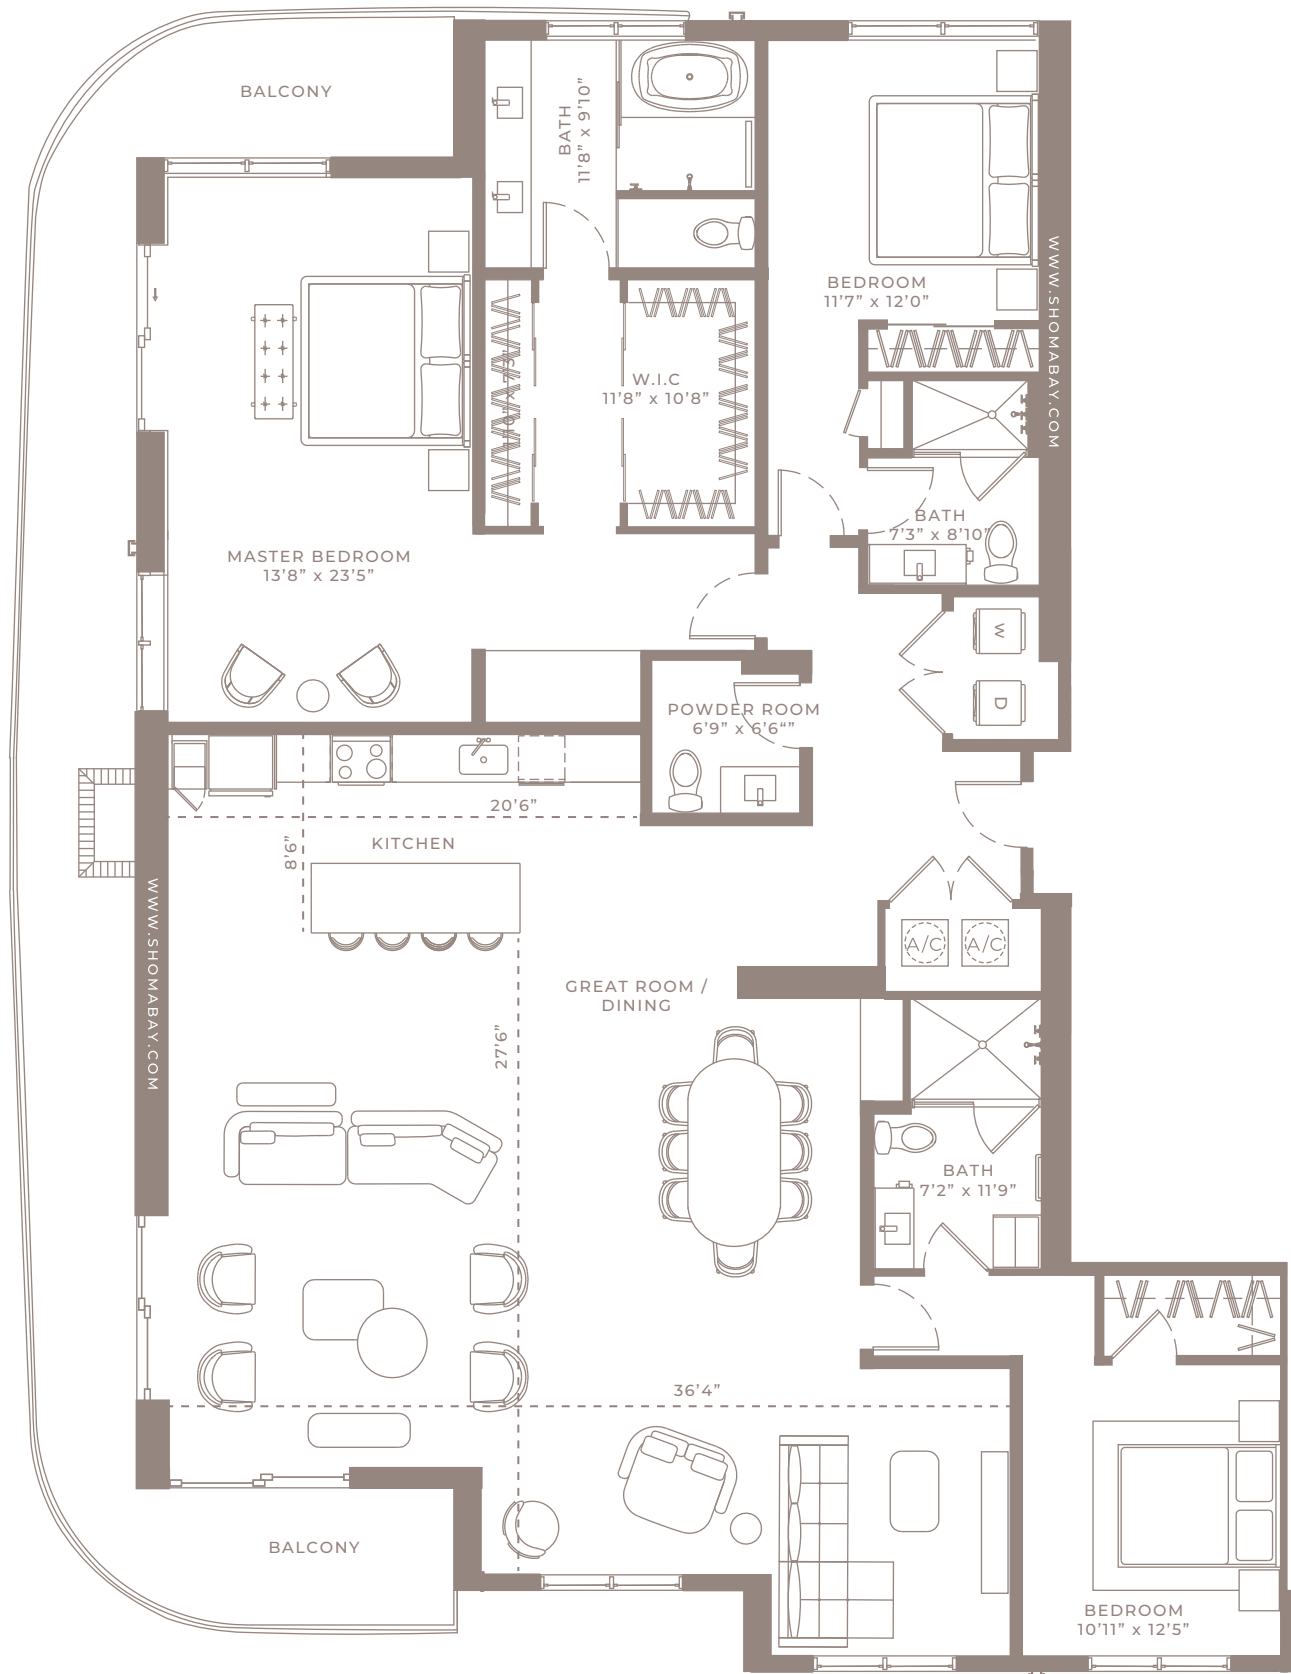 BALCONY
BATH
11’8” x 9’10”
WWW.SHOMABAY.COM
BEDROOM
11’7” x 12’0”
W.I.C
11’8” x 10’8”
BATH
7’3” x 8’10”
MASTER BEDROOM
13’8” x 23’5”
W
D
POWDER ROOM
6’9” x 6’6“”
20’6”
KITCHEN
8’6”
WWW.SHOMABAY.COM
A/C A/C
GREAT ROOM /
DINING
27’6”
BATH
7’2” x 11’9”
36’4”
BALCONY
BEDROOM
10’11” x 12’5”